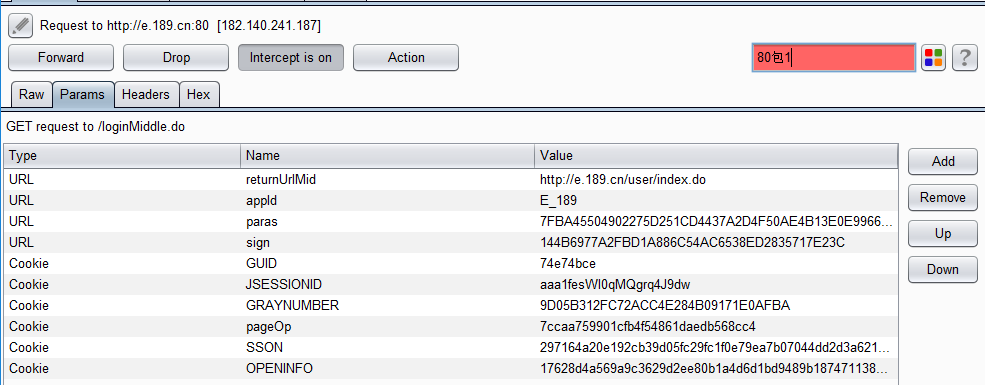 Request to http://e.189.cn:80 [182.140.241.187]
Forward Drop Intercept is on Action 80包1 ?
Raw Params Headers Hex
GET request to /loginMiddle.do
Type Name Value
URL returnUrlMid http://e.189.cn/user/index.do
URL appId E_189
URL paras 7FBA45504902275D251CD4437A2D4F50AE4B13E0E9966...
URL sign 144B6977A2FBD1A886C54AC6538ED2835717E23C
Cookie GUID 74e74bce
Cookie JSESSIONID aaa1fesWI0qMQgrq4J9dw
Cookie GRAYNUMBER 9D05B312FC72ACC4E284B09171E0AFBA
Cookie pageOp 7ccaa759901cfb4f54861daedb568cc4
Cookie SSON 297164a20e192cb39d05fc29fc1f0e79ea7b07044dd2d3a621...
Cookie OPENINFO 17628d4a569a9c3629d2ee80b1a4d6d1bd9489b187471138...
Add
Remove
Up
Down